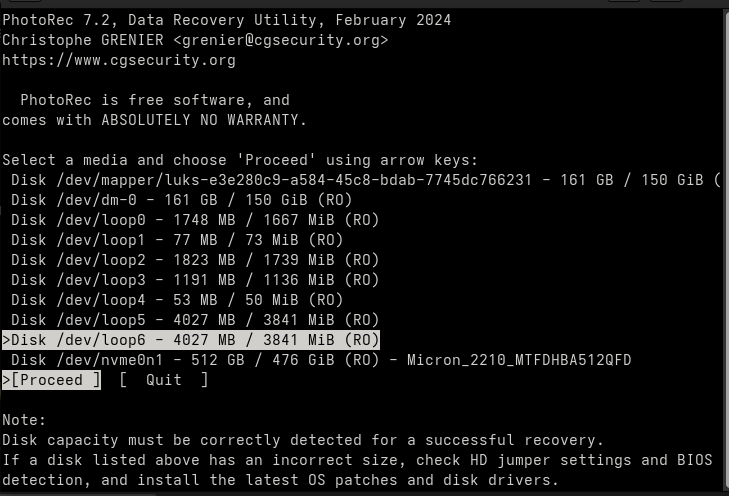 PhotoRec 7.2, Data Recovery Utility, February 2024
Christophe GRENIER <grenier@cgsecurity.org>
https://www.cgsecurity.org
PhotoRec is free software, and
comes with ABSOLUTELY NO WARRANTY.
Select a media and choose 'Proceed' using arrow keys:
Disk /dev/mapper/luks-e3e280c9-a584-45c8-bdab-7745dc766231 - 161 GB / 150 GiB (
Disk /dev/dm-0 - 161 GB / 150 GiB (RO)
Disk /dev/loop0 - 1748 MB / 1667 MiB (RO)
Disk /dev/loop1 - 77 MB / 73 MiB (RO)
Disk /dev/loop2 - 1823 MB / 1739 MiB (RO)
Disk /dev/loop3 - 1191 MB / 1136 MiB (RO)
Disk /dev/loop4 - 53 MB / 50 MiB (RO)
Disk /dev/loop5 - 4027 MB / 3841 MiB (RO)
>Disk /dev/loop6 - 4027 MB / 3841 MiB (RO)
Disk /dev/nvme0n1 - 512 GB / 476 GiB (RO) - Micron_2210_MTFDHBA512QFD
>[Proceed ]  [  Quit  ]
Note:
Disk capacity must be correctly detected for a successful recovery.
If a disk listed above has an incorrect size, check HD jumper settings and BIOS
detection, and install the latest OS patches and disk drivers.